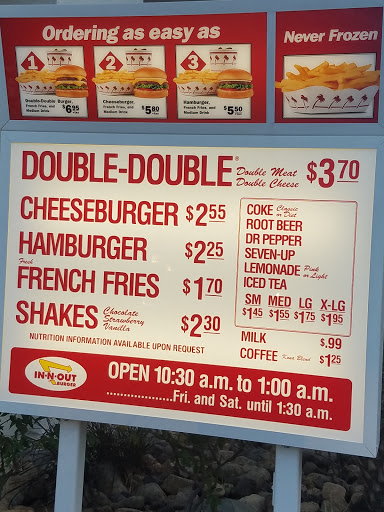 Ordering as easy as
Never Frozen
1
Double-Double Burger,
French Fries, and
Medium Drink
$6.95
2
Cheeseburger,
French Fries, and
Medium Drink
$5.80
3
Hamburger,
French Fries, and
Medium Drink
$5.50
DOUBLE-DOUBLE® Double Meat
Double Cheese $3.70
CHEESEBURGER $2.55
HAMBURGER $2.25
Fresh
FRENCH FRIES $1.70
SHAKES Chocolate
Strawberry
Vanilla $2.30
NUTRITION INFORMATION AVAILABLE UPON REQUEST
COKE Classic
or Diet
ROOT BEER
DR PEPPER
SEVEN-UP
LEMONADE Pink
or Light
ICED TEA
SM MED LG X-LG
$1.45 $1.55 $1.75 $1.95
MILK $.99
COFFEE Kona Blend $1.25
IN-N-OUT
BURGER
OPEN 10:30 a.m. to 1:00 a.m.
..................Fri. and Sat. until 1:30 a.m.